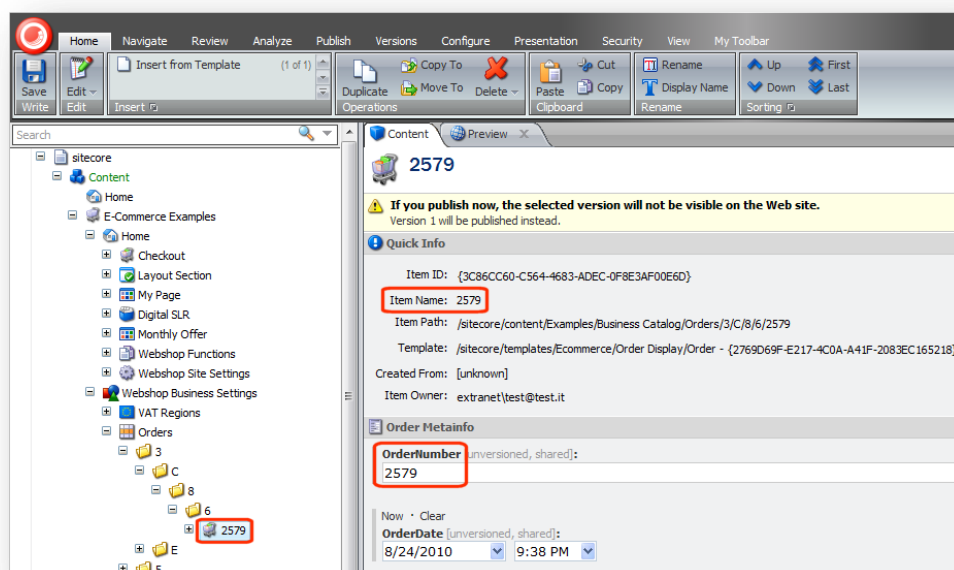 Home Navigate Review Analyze Publish Versions Configure Presentation Security View My Toolbar
Save
Write
Edit
Edit
Insert from Template (1 of 1)
Insert
Duplicate
Copy To
Move To
Delete
Operations
Paste
Cut
Copy
Clipboard
Rename
Display Name
Rename
Up
Down
First
Last
Sorting
Search
sitecore
Content
Home
E-Commerce Examples
Home
Checkout
Layout Section
My Page
Digital SLR
Monthly Offer
Webshop Functions
Webshop Site Settings
Webshop Business Settings
VAT Regions
Orders
3
C
8
6
2579
E
Content Preview X
2579
If you publish now, the selected version will not be visible on the Web site.
Version 1 will be published instead.
Quick Info
Item ID: {3C86CC60-C564-4683-ADEC-0F8E3AF00E6D}
Item Name: 2579
Item Path: /sitecore/content/Examples/Business Catalog/Orders/3/C/8/6/2579
Template: /sitecore/templates/Ecommerce/Order Display/Order - {2769D69F-E217-4C0A-A41F-2083EC165218}
Created From: [unknown]
Item Owner: extranet\test@test.it
Order Metainfo
OrderNumber [unversioned, shared]:
2579
Now · Clear
OrderDate [unversioned, shared]:
8/24/2010 9:38 PM